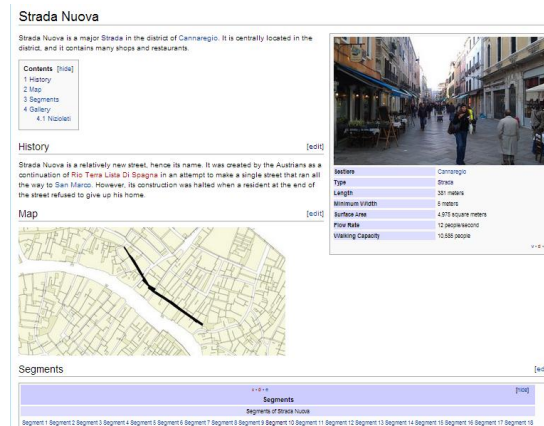 Strada Nuova
Strada Nuova is a major Strada in the district of Cannaregio. It is centrally located in the
district, and it contains many shops and restaurants.
Contents [hide]
1 History
2 Map
3 Segments
4 Gallery
4.1 Nizioleti
History [edit]
Strada Nuova is a relatively new street, hence its name. It was created by the Austrians as a
continuation of Rio Terra Lista Di Spagna in an attempt to make a single street that ran all
the way to San Marco. However, its construction was halted when a resident at the end of
the street refused to give up his home.
Map [edit]
Sestiere Cannaregio
Type Strada
Length 381 meters
Minimum Width 5 meters
Surface Area 4,975 square meters
Flow Rate 12 people/second
Walking Capacity
v • d •
Segments [ed
v • d • e [hide]
Segments
Segments of Strada Nuova
Segment 1 Segment 2 Segment 3 Segment 4 Segment 5 Segment 6 Segment 7 Segment 8 Segment 9 Segment 10 Segment 11 Segment 12 Segment 13 Segment 14 Segment 15 Segment 16 Segment 17 Segment 18